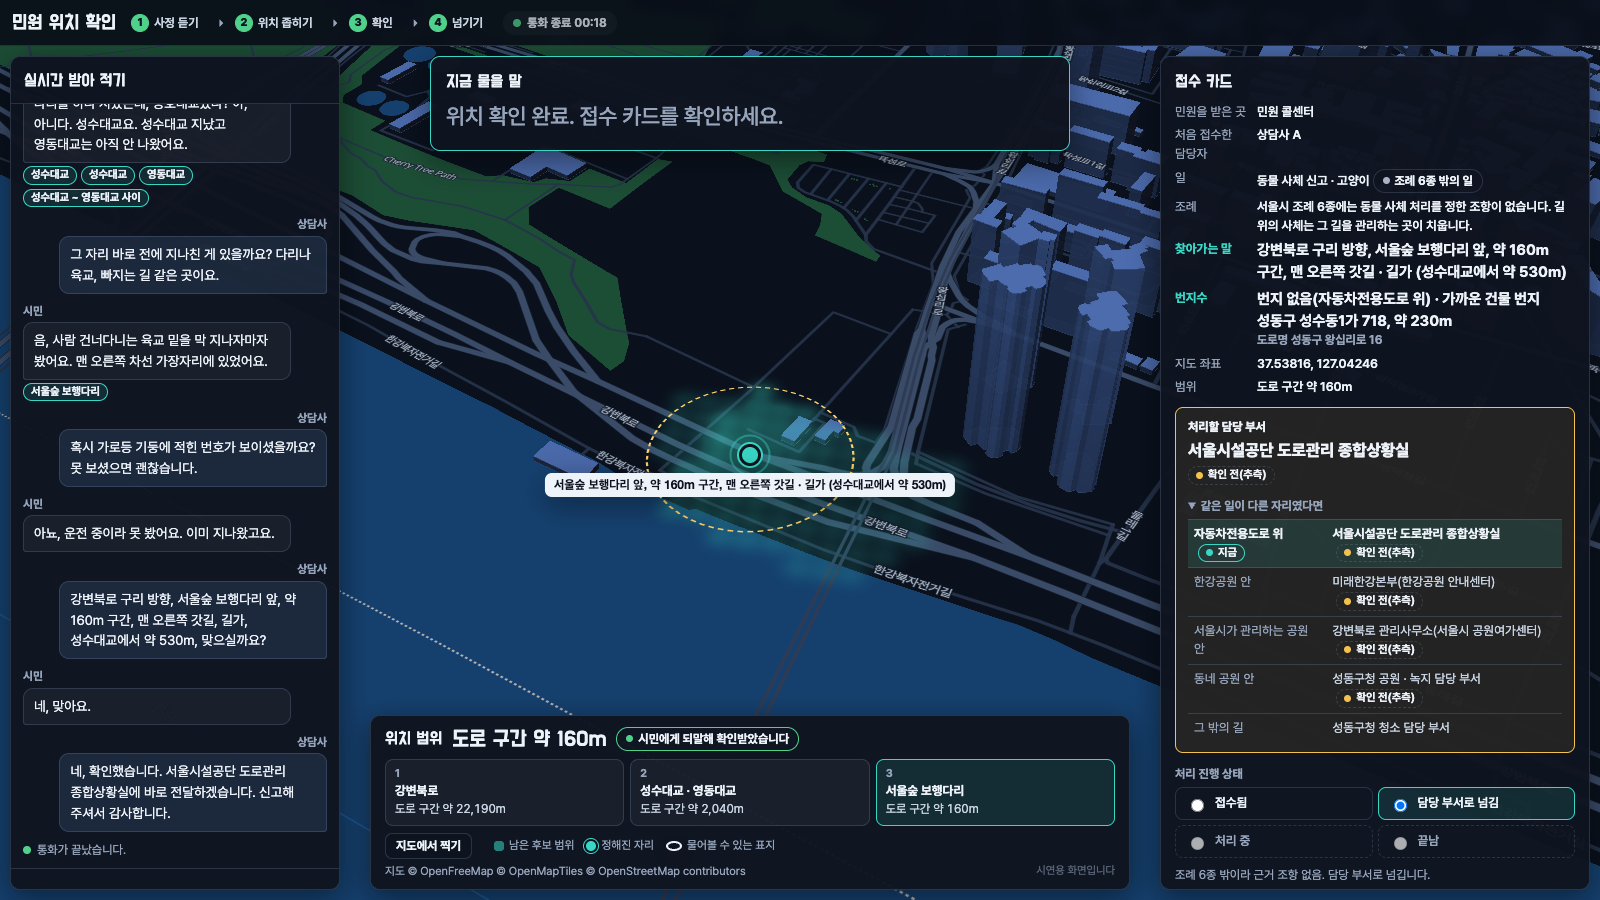 민원 위치 확인
1 사정 듣기
2 위치 좁히기
3 확인
4 넘기기
통화 종료 00:18
실시간 받아 적기
아니다. 성수대교요. 성수대교 지났고
영동대교는 아직 안 나왔어요.
성수대교
성수대교
영동대교
성수대교 ~ 영동대교 사이
상담사
그 자리 바로 전에 지나친 게 있을까요? 다리나
육교, 빠지는 길 같은 곳이요.
시민
음, 사람 건너다니는 육교 밑을 막 지나자마자
봤어요. 맨 오른쪽 차선 가장자리에 있었어요.
서울숲 보행다리
상담사
혹시 가로등 기둥에 적힌 번호가 보이셨을까요?
못 보셨으면 괜찮습니다.
시민
아뇨, 운전 중이라 못 봤어요. 이미 지나왔고요.
상담사
강변북로 구리 방향, 서울숲 보행다리 앞, 약
160m 구간, 맨 오른쪽 갓길, 길가,
성수대교에서 약 530m, 맞으실까요?
시민
네, 맞아요.
상담사
네, 확인했습니다. 서울시설공단 도로관리
종합상황실에 바로 전달하겠습니다. 신고해
주셔서 감사합니다.
통화가 끝났습니다.
지금 물을 말
위치 확인 완료. 접수 카드를 확인하세요.
Cherry Tree Path
강변북로
한강북자전거길
강변북로
서울숲 보행다리 앞, 약 160m 구간, 맨 오른쪽 갓길 · 길가 (성수대교에서 약 530m)
강변북로
한강북자전거길
위치 범위 도로 구간 약 160m
시민에게 되말해 확인받았습니다
1
강변북로
도로 구간 약 22,190m
2
성수대교 · 영동대교
도로 구간 약 2,040m
3
서울숲 보행다리
도로 구간 약 160m
지도에서 찍기
남은 후보 범위
정해진 자리
물어볼 수 있는 표지
지도 © OpenFreeMap © OpenMapTiles © OpenStreetMap contributors
시연용 화면입니다
접수 카드
민원을 받은 곳 민원 콜센터
처음 접수한 담당자 상담사 A
일 동물 사체 신고 · 고양이 조례 6종 밖의 일
조례 서울시 조례 6종에는 동물 사체 처리를 정한 조항이 없습니다. 길
위의 사체는 그 길을 관리하는 곳이 치웁니다.
찾아가는 말 강변북로 구리 방향, 서울숲 보행다리 앞, 약 160m
구간, 맨 오른쪽 갓길 · 길가 (성수대교에서 약 530m)
번지수 번지 없음(자동차전용도로 위) · 가까운 건물 번지
성동구 성수동1가 718, 약 230m
도로명 성동구 왕십리로 16
지도 좌표 37.53816, 127.04246
범위 도로 구간 약 160m
처리할 담당 부서
서울시설공단 도로관리 종합상황실
확인 전(추측)
▼ 같은 일이 다른 자리였다면
자동차전용도로 위 지금 서울시설공단 도로관리 종합상황실
확인 전(추측)
한강공원 안 미래한강본부(한강공원 안내센터)
확인 전(추측)
서울시가 관리하는 공원 안 강변북로 관리사무소(서울시 공원여가센터)
확인 전(추측)
동네 공원 안 성동구청 공원 · 녹지 담당 부서
확인 전(추측)
그 밖의 길 성동구청 청소 담당 부서
처리 진행 상태
접수됨
담당 부서로 넘김
처리 중
끝남
조례 6종 밖이라 근거 조항 없음. 담당 부서로 넘깁니다.